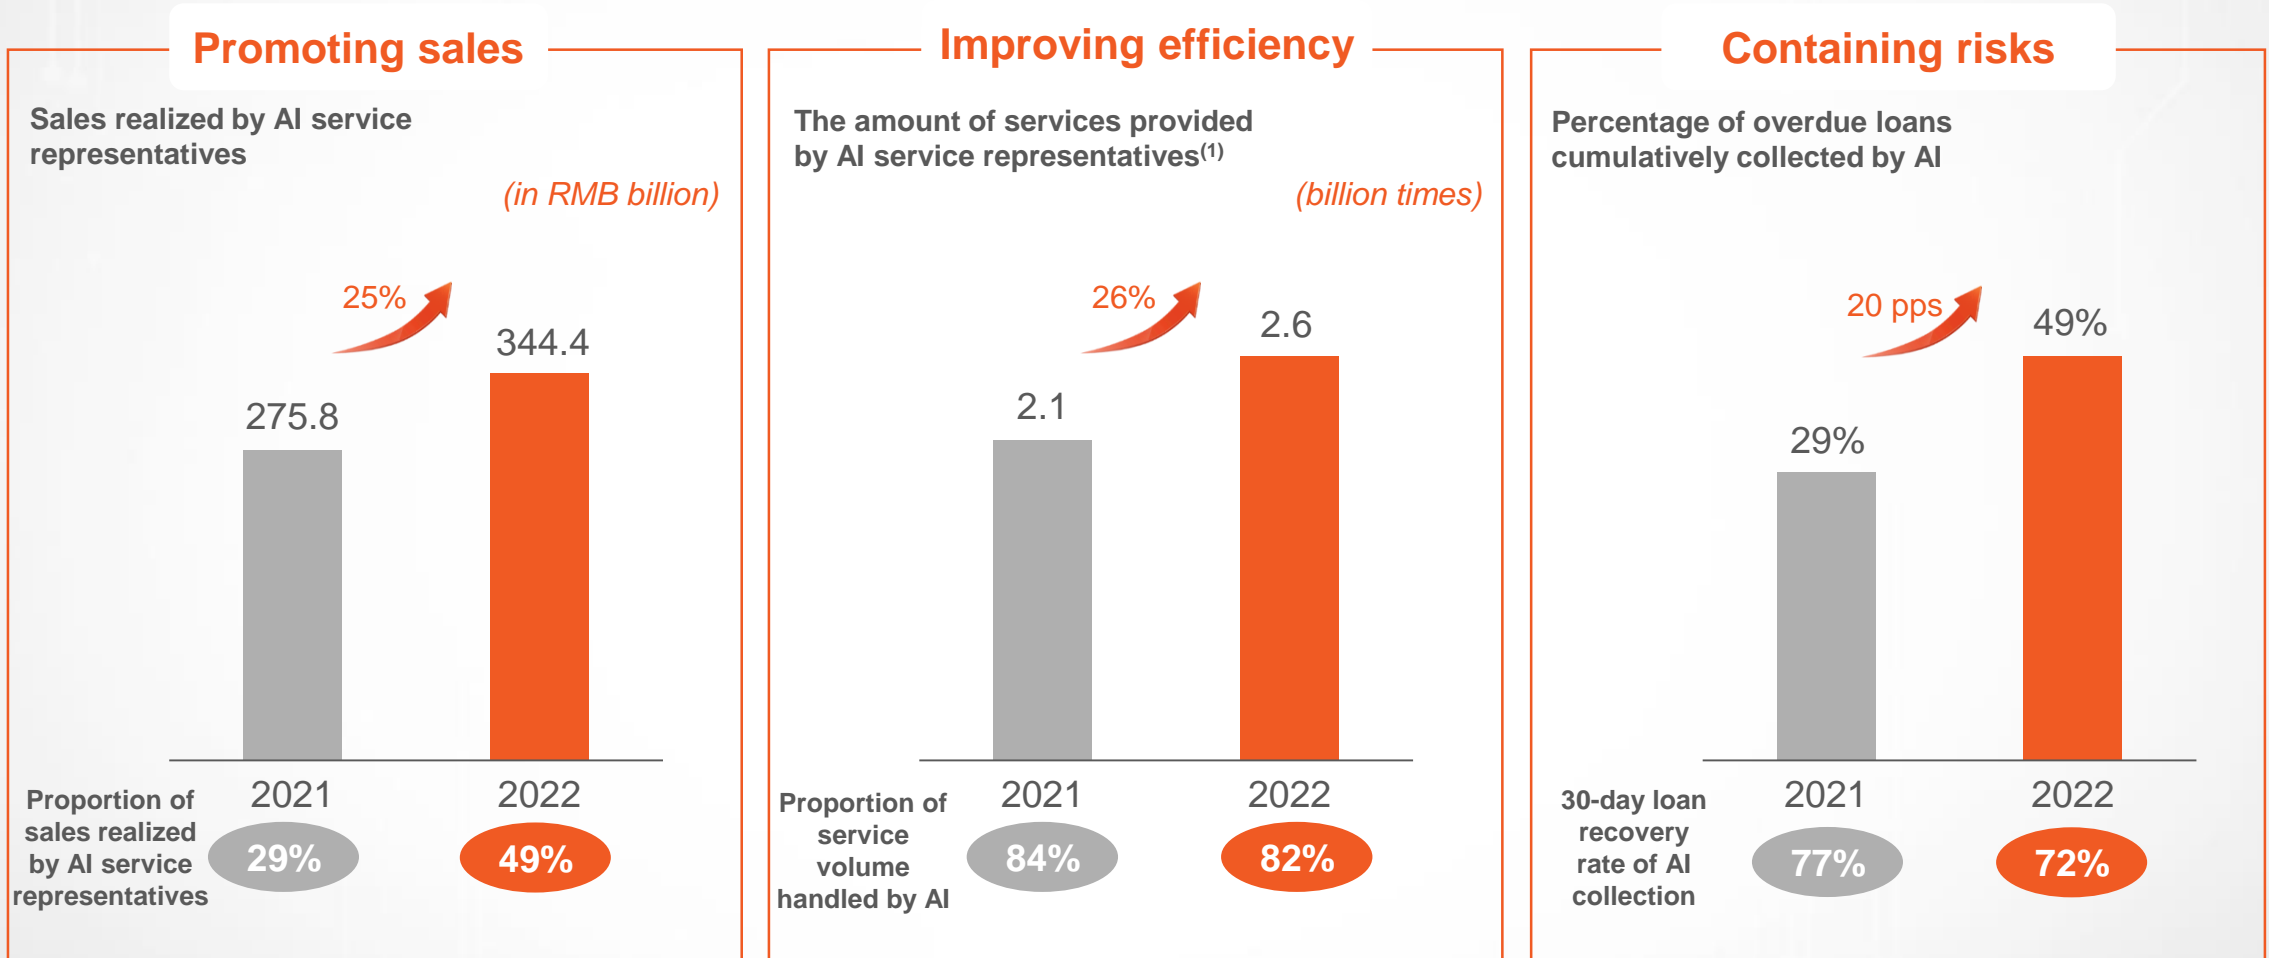 Promoting sales
Sales realized by AI service
representatives
(in RMB billion)
25%
275.8
344.4
2021
2022
Proportion of
sales realized
by AI service
representatives
29%
49%
Improving efficiency
The amount of services provided
by AI service representatives(1)
(billion times)
26%
2.1
2.6
2021
2022
Proportion of
service
volume
handled by AI
84%
82%
Containing risks
Percentage of overdue loans
cumulatively collected by AI
20 pps
29%
49%
2021
2022
30-day loan
recovery
rate of AI
collection
77%
72%